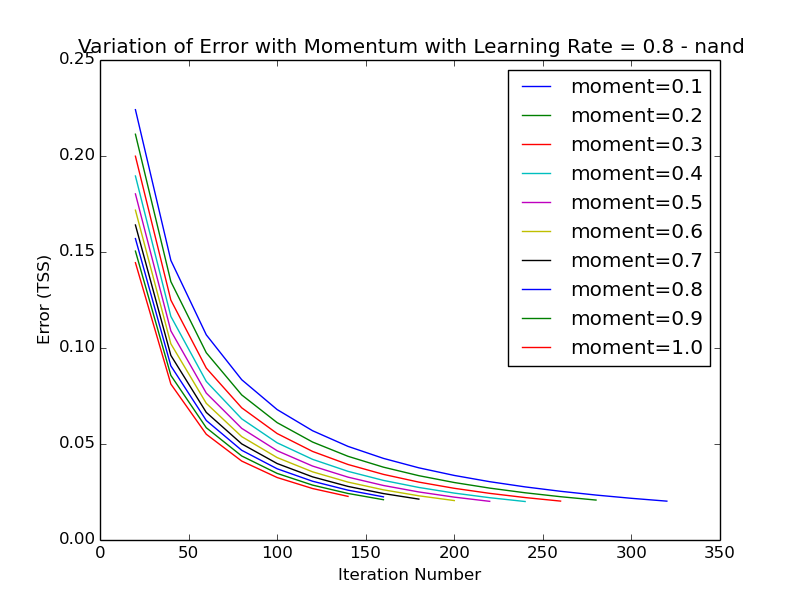 Variation of Error with Momentum with Learning Rate = 0.8 - nand
0.25
0.20
0.15
0.10
0.05
0.00
Error (TSS)
moment=0.1
moment=0.2
moment=0.3
moment=0.4
moment=0.5
moment=0.6
moment=0.7
moment=0.8
moment=0.9
moment=1.0
0 50 100 150 200 250 300 350
Iteration Number